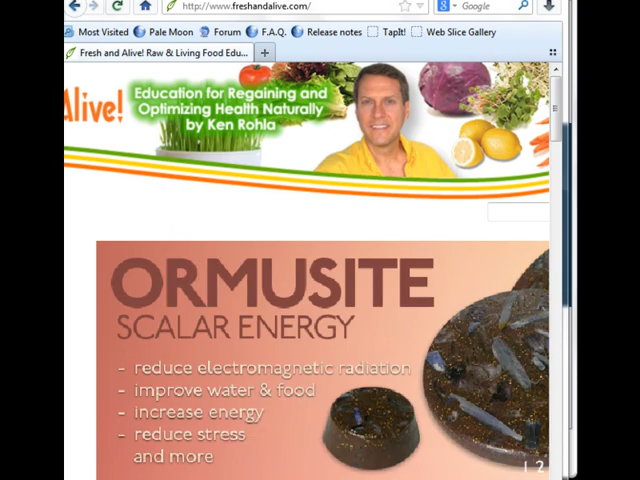 http://www.freshandalive.com/
Google
Most Visited Pale Moon Forum F.A.Q. Release notes TapIt! Web Slice Gallery
Fresh and Alive! Raw & Living Food Edu...
Alive!
Education for Regaining and
Optimizing Health Naturally
by Ken Rohla
ORMUSITE
SCALAR ENERGY
- reduce electromagnetic radiation
- improve water & food
- increase energy
- reduce stress
and more
1 2